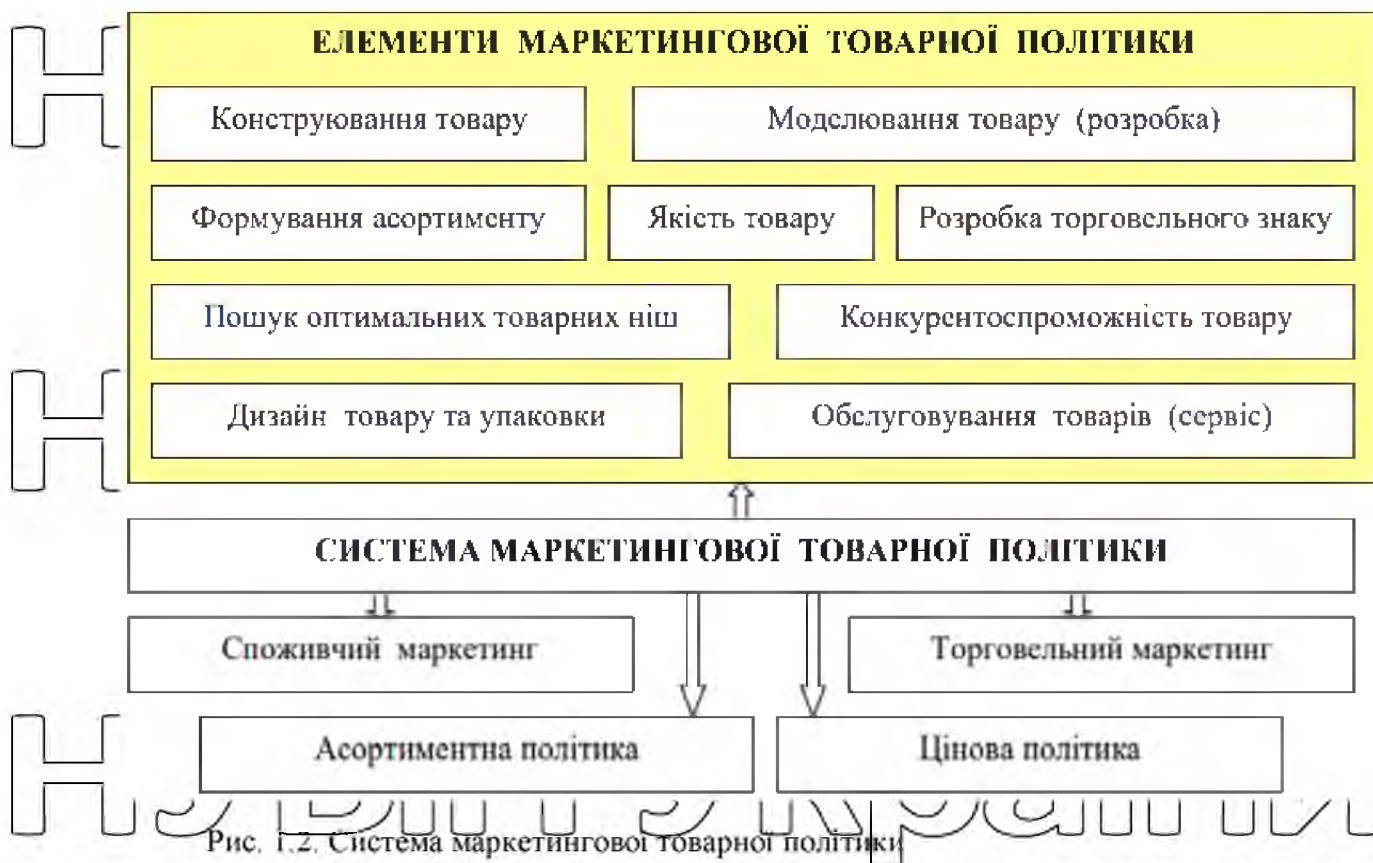 ЕЛЕМЕНТИ МАРКЕТИНГОВОЇ ТОВАРНОЇ ПОЛІТИКИ
Конструювання товару
Моделювання товару (розробка)
Формування асортименту
Якість товару
Розробка торговельного знаку
Пошук оптимальних товарних ніш
Конкурентоспроможність товару
Дизайн товару та упаковки
Обслуговування товарів (сервіс)
СИСТЕМА МАРКЕТИНГОВОЇ ТОВАРНОЇ ПОЛІТИКИ
Споживчий маркетинг
Торговельний маркетинг
Асортиментна політика
Цінова політика
Рис. 1.2. Система маркетингової товарної політики